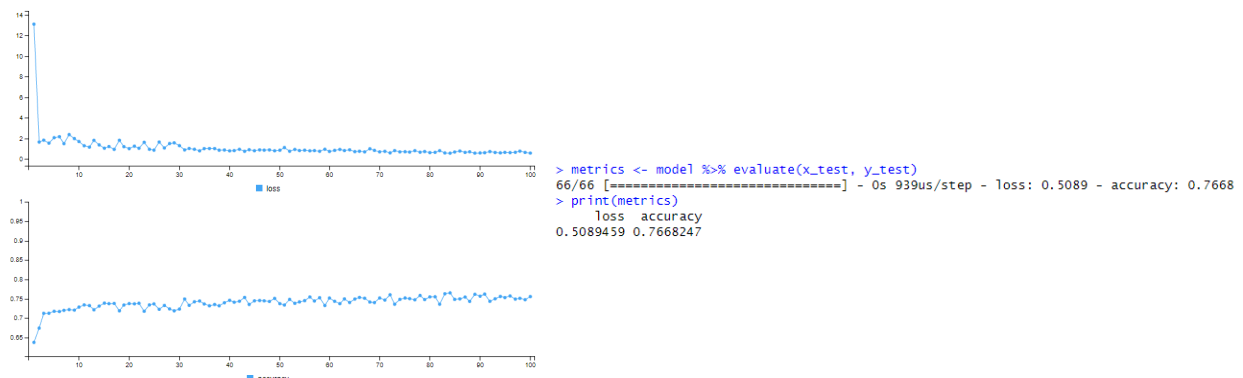 14
12
10
8
6
4
2
0
10 20 30 40 50 60 70 80 90 100
loss
1
0.95
0.9
0.85
0.8
0.75
0.7
0.65
10 20 30 40 50 60 70 80 90 100
> metrics <- model %>% evaluate(x_test, y_test)
66/66 [==============================] - 0s 939us/step - loss: 0.5089 - accuracy: 0.7668
> print(metrics)
loss accuracy
0.5089459 0.7668247